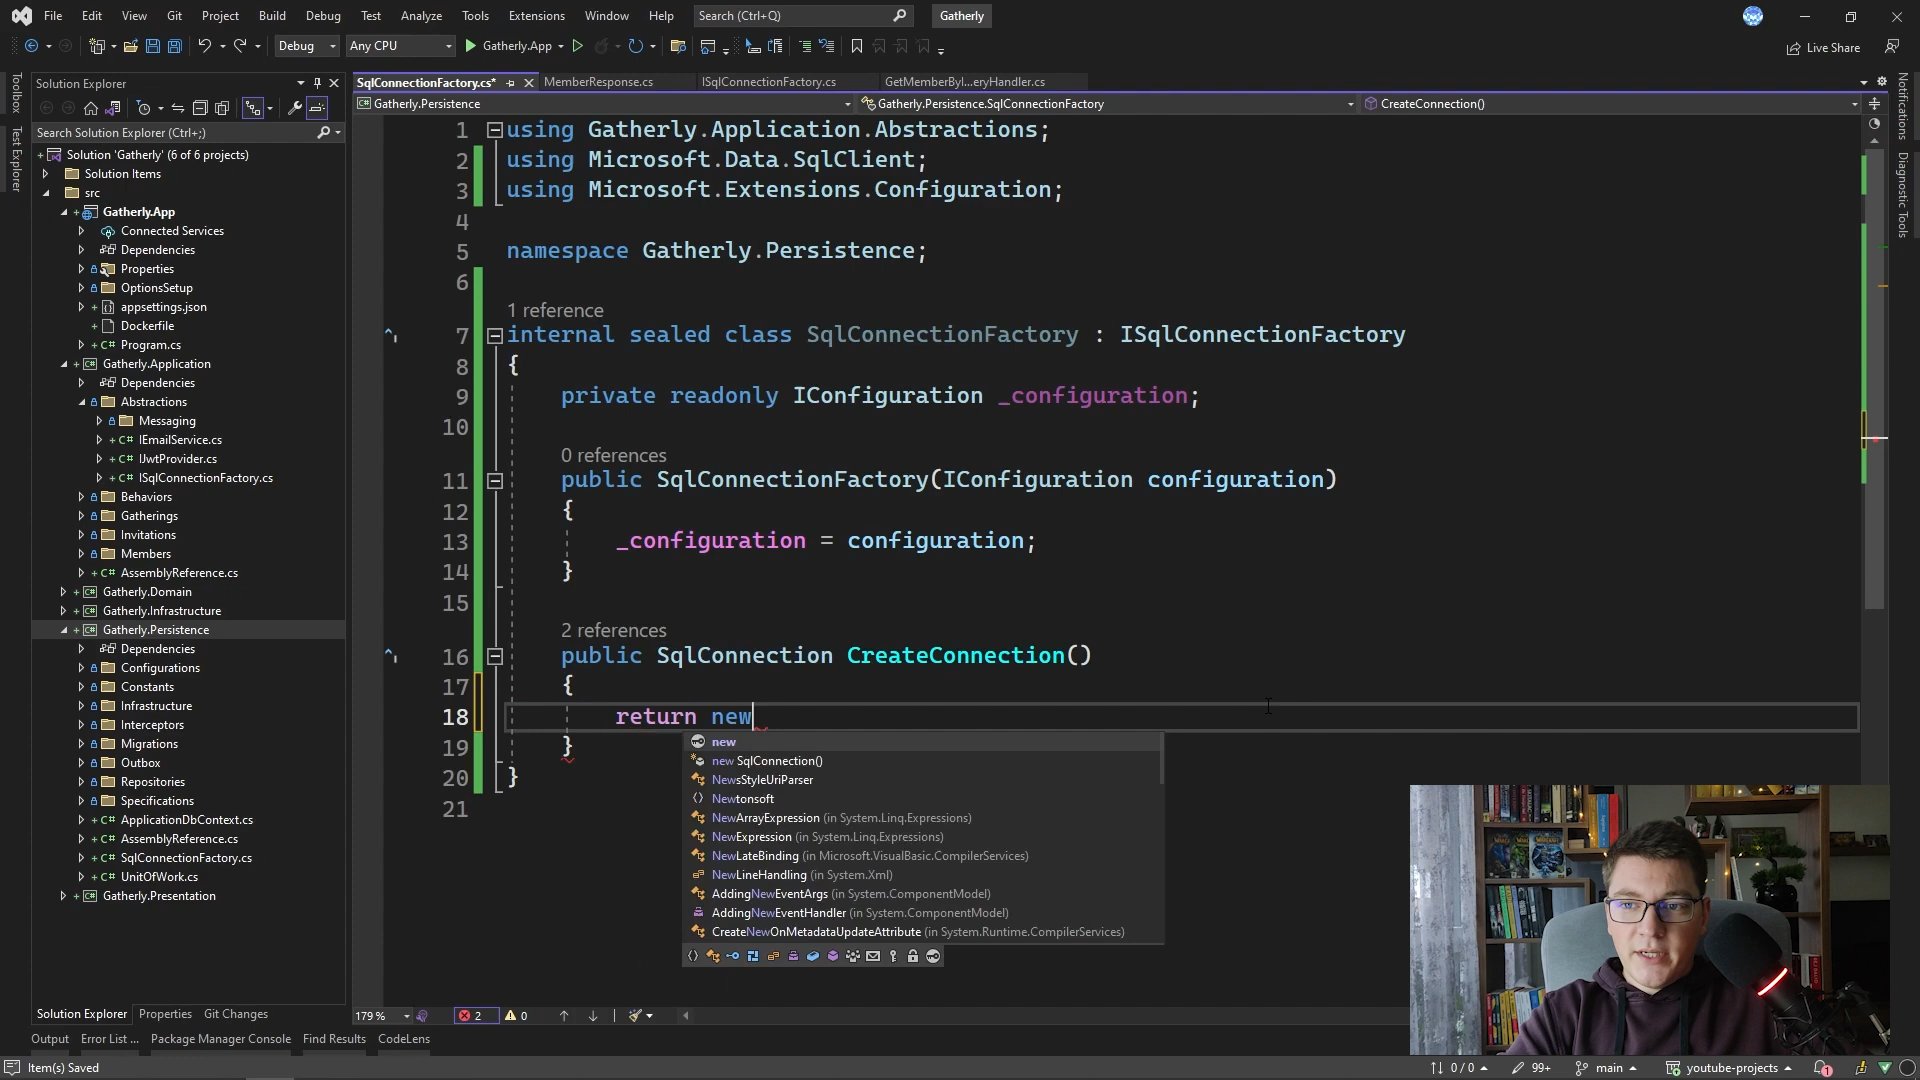 File Edit View Git Project Build Debug Test Analyze Tools Extensions Window Help Search (Ctrl+Q) Gatherly
Debug Any CPU Gatherly.App Live Share
Toolbox
Test Explorer
Solution Explorer
Search Solution Explorer (Ctrl+;)
Solution 'Gatherly' (6 of 6 projects)
Solution Items
src
Gatherly.App
Connected Services
Dependencies
Properties
OptionsSetup
appsettings.json
Dockerfile
C# Program.cs
C# Gatherly.Application
Dependencies
Abstractions
Messaging
C# IEmailService.cs
C# IJwtProvider.cs
C# ISqlConnectionFactory.cs
Behaviors
Gatherings
Invitations
Members
C# AssemblyReference.cs
C# Gatherly.Domain
C# Gatherly.Infrastructure
C# Gatherly.Persistence
Dependencies
Configurations
Constants
Infrastructure
Interceptors
Migrations
Outbox
Repositories
Specifications
C# ApplicationDbContext.cs
C# AssemblyReference.cs
C# SqlConnectionFactory.cs
C# UnitOfWork.cs
C# Gatherly.Presentation
Solution Explorer Properties Git Changes
SqlConnectionFactory.cs* MemberResponse.cs ISqlConnectionFactory.cs GetMemberByI...eryHandler.cs
C# Gatherly.Persistence Gatherly.Persistence.SqlConnectionFactory CreateConnection()
1 using Gatherly.Application.Abstractions;
2 using Microsoft.Data.SqlClient;
3 using Microsoft.Extensions.Configuration;
4
5 namespace Gatherly.Persistence;
6
1 reference
7 internal sealed class SqlConnectionFactory : ISqlConnectionFactory
8 {
9 private readonly IConfiguration _configuration;
10
0 references
11 public SqlConnectionFactory(IConfiguration configuration)
12 {
13 _configuration = configuration;
14 }
15
2 references
16 public SqlConnection CreateConnection()
17 {
18 return new
19 }
20 }
21
new
new SqlConnection()
NewsStyleUriParser
Newtonsoft
NewArrayExpression (in System.Linq.Expressions)
NewExpression (in System.Linq.Expressions)
NewLateBinding (in Microsoft.VisualBasic.CompilerServices)
NewLineHandling (in System.Xml)
AddingNewEventArgs (in System.ComponentModel)
AddingNewEventHandler (in System.ComponentModel)
CreateNewOnMetadataUpdateAttribute (in System.Runtime.CompilerServices)
179 % 2 0
Notifications
Diagnostic Tools
Output Error List ... Package Manager Console Find Results CodeLens
Item(s) Saved 0 / 0 99+ main youtube-projects 1